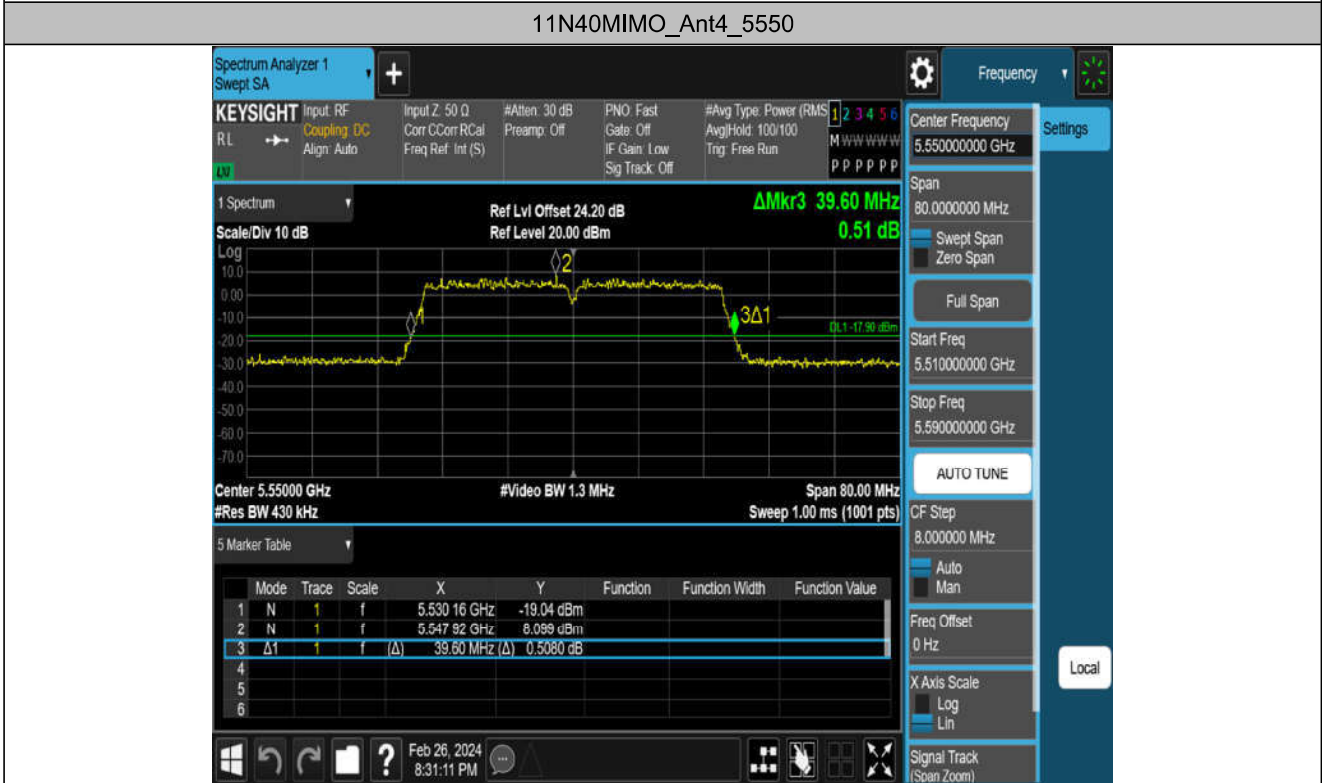 11N40MIMO_Ant4_5550
Spectrum Analyzer 1
Swept SA
+
Frequency
KEYSIGHT
RL
LXI
Input: RF
Coupling: DC
Align: Auto
Input Z: 50 Ω
Corr CCorr RCal
Freq Ref: Int (S)
#Atten: 30 dB
Preamp: Off
PNO: Fast
Gate: Off
IF Gain: Low
Sig Track: Off
#Avg Type: Power (RMS
Avg|Hold: 100/100
Trig: Free Run
1 2 3 4 5 6
M W W W W W
P P P P P P
1 Spectrum
Scale/Div 10 dB
Ref Lvl Offset 24.20 dB
Ref Level 20.00 dBm
ΔMkr3 39.60 MHz
0.51 dB
Log
10.0
0.00
-10.0
-20.0
-30.0
-40.0
-50.0
-60.0
-70.0
2
1
3Δ1
DL1 -17.90 dBm
Center 5.55000 GHz
#Video BW 1.3 MHz
Span 80.00 MHz
#Res BW 430 kHz
Sweep 1.00 ms (1001 pts)
5 Marker Table
Mode Trace Scale X Y Function Function Width Function Value
1 N 1 f 5.530 16 GHz -19.04 dBm
2 N 1 f 5.547 92 GHz 8.099 dBm
3 Δ1 1 f (Δ) 39.60 MHz (Δ) 0.5080 dB
4
5
6
Feb 26, 2024
8:31:11 PM
Center Frequency
5.550000000 GHz
Settings
Span
80.0000000 MHz
Swept Span
Zero Span
Full Span
Start Freq
5.510000000 GHz
Stop Freq
5.590000000 GHz
AUTO TUNE
CF Step
8.000000 MHz
Auto
Man
Freq Offset
0 Hz
X Axis Scale
Log
Lin
Local
Signal Track
(Span Zoom)